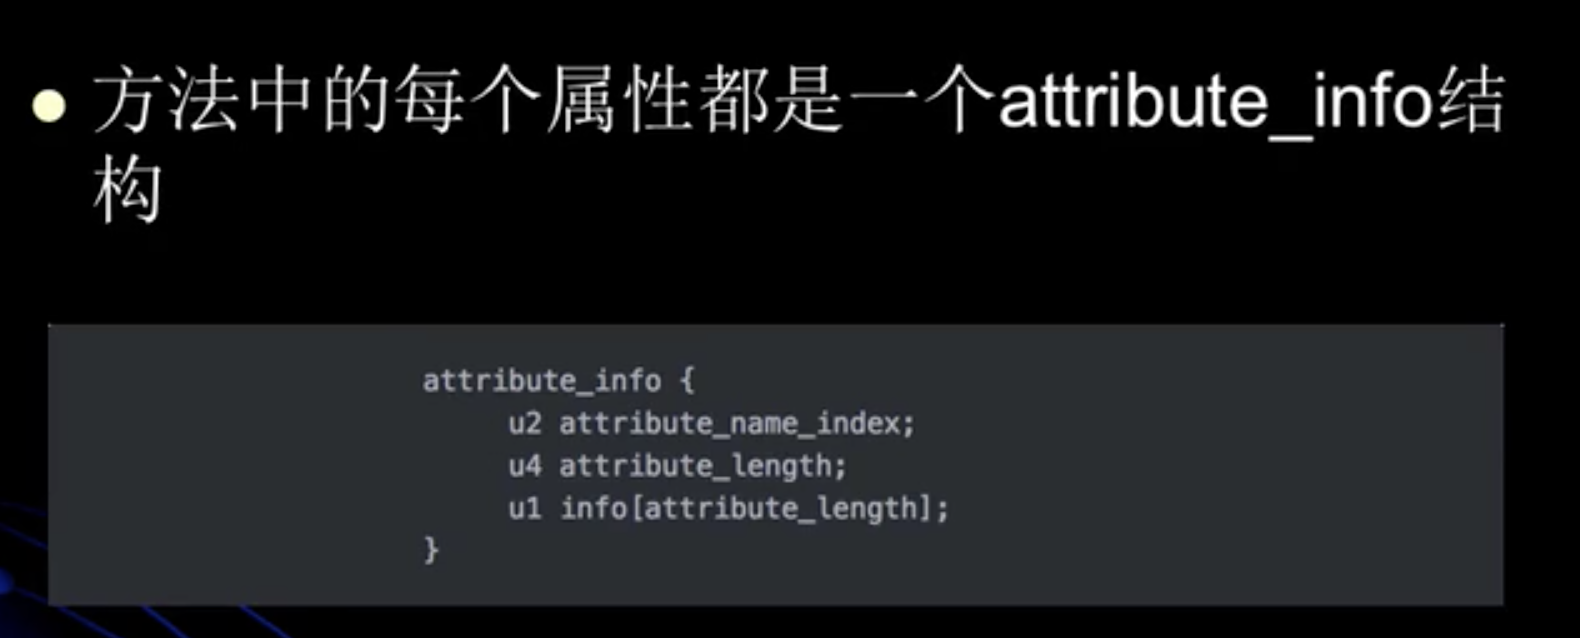 • 方法中的每个属性都是一个attribute_info结
构
attribute_info {
u2 attribute_name_index;
u4 attribute_length;
u1 info[attribute_length];
}